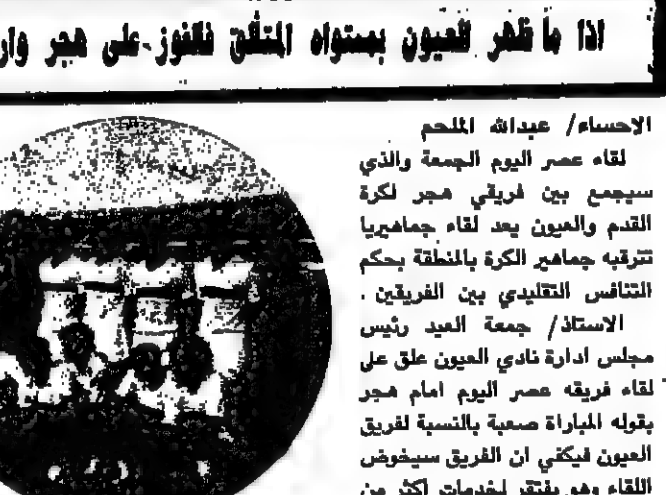 اذا ما ظهر العيون بمستواه المتألق فالفوز على هجر وار
الاحساء/ عبدالله الملحم
لقاء عصر اليوم الجمعة والذي
سيجمع بين فريقي هجر لكرة
القدم والعيون يعد لقاء جماهيريا
تترقبه جماهير الكرة بالمنطقة بحكم
التنافس التقليدي بين الفريقين .
الاستاذ/ جمعة العيد رئيس
مجلس ادارة نادي العيون علق على
لقاء فريقه عصر اليوم امام هجر
بقوله المباراة صعبة بالنسبة لفريق
العيون فيكفي ان الفريق سيخوض
اللقاء وهو يفتقر لخدمات اكثر من